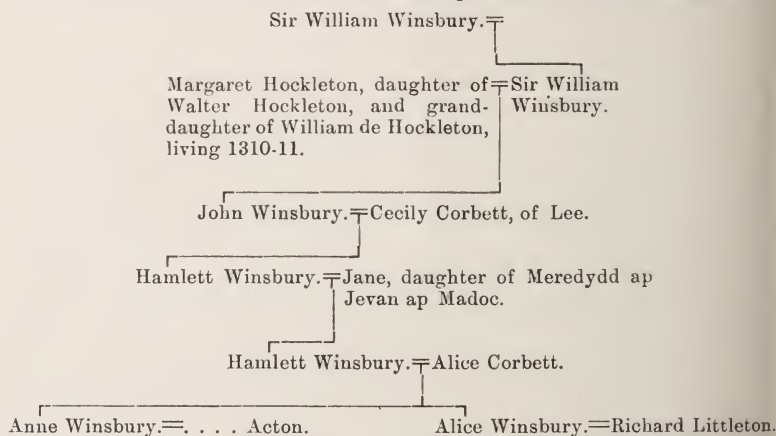 Sir William Winsbury.=
Margaret Hockleton, daughter of=Sir William
Walter Hockleton, and grand- Winsbury.
daughter of William de Hockleton,
living 1310-11.
John Winsbury.=Cecily Corbett, of Lee.
Hamlett Winsbury.=Jane, daughter of Meredydd ap
Jevan ap Madoc.
Hamlett Winsbury.=Alice Corbett.
Anne Winsbury.=. . . . Acton. Alice Winsbury.=Richard Littleton.